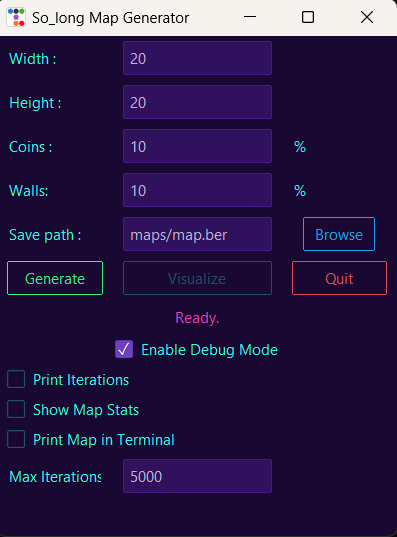 So_long Map Generator
Width : 20
Height : 20
Coins : 10 %
Walls: 10 %
Save path : maps/map.ber Browse
Generate Visualize Quit
Ready.
Enable Debug Mode
Print Iterations
Show Map Stats
Print Map in Terminal
Max Iterations 5000